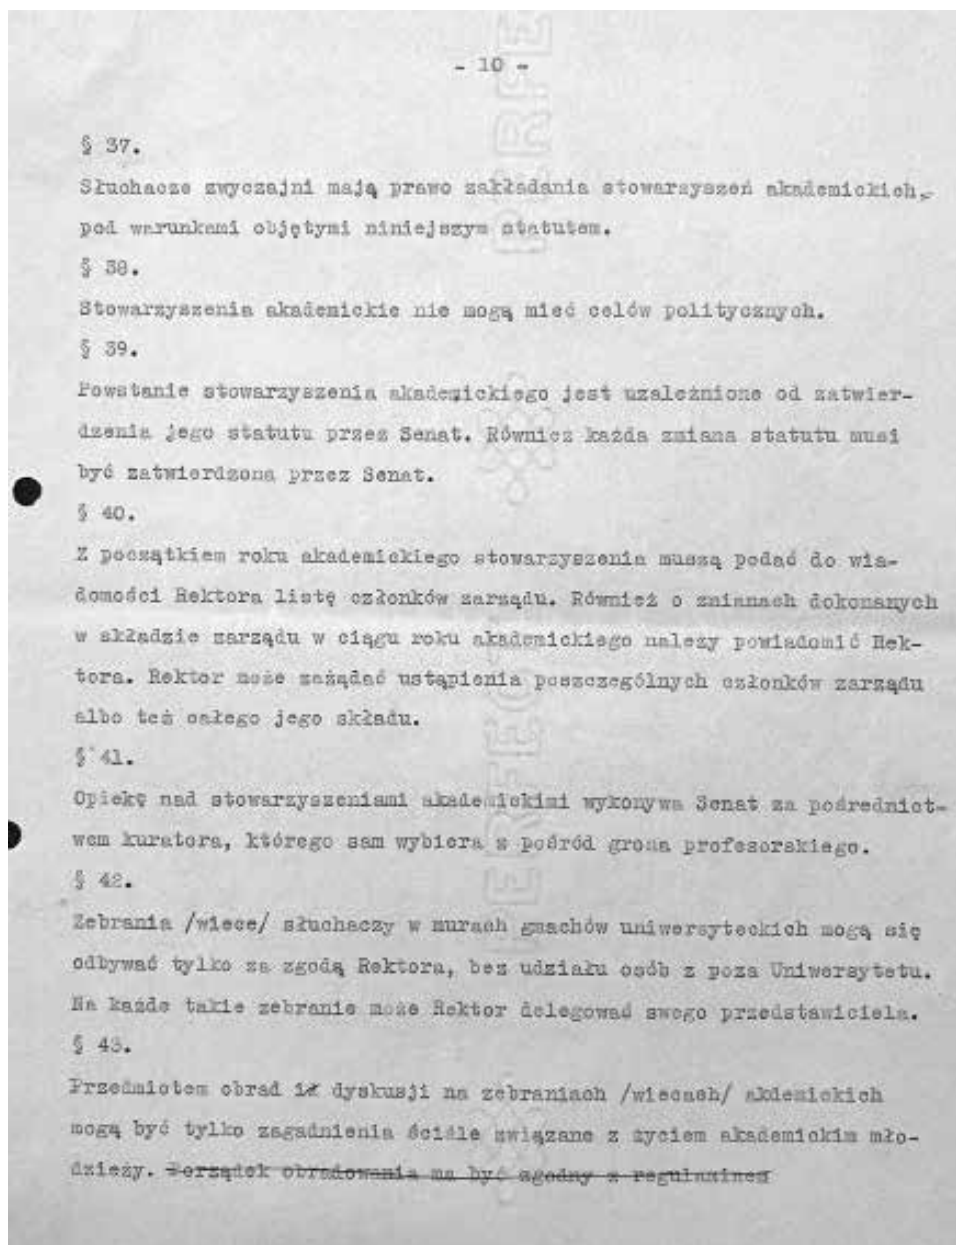 - 10 -
§ 37.
Słuchacze zwyczajni mają prawo zakładania stowarzyszeń akademickich,-
pod warunkami objętymi niniejszym statutem.
§ 38.
Stowarzyszenia akademickie nie mogą mieć celów politycznych.
§ 39.
Powstanie stowarzyszenia akademickiego jest uzależnione od zatwier-
dzenia jego statutu przez Senat. Również każda zmiana statutu musi
być zatwierdzona przez Senat.
§ 40.
Z początkiem roku akademickiego stowarzyszenia muszą podać do wia-
domości Rektora listę członków zarządu. Również o zmianach dokonanych
w składzie zarządu w ciągu roku akademickiego należy powiadomić Rek-
tora. Rektor może zażądać ustąpienia poszczególnych członków zarządu
albo też całego jego składu.
§ 41.
Opiekę nad stowarzyszeniami akademickimi wykonywa Senat za pośrednict-
wem kuratora, którego sam wybiera z pośród grona profesorskiego.
§ 42.
Zebrania /wiece/ słuchaczy w murach gmachów uniwersyteckich mogą się
odbywać tylko za zgodą Rektora, bez udziału osób z poza Uniwersytetu.
Na każde takie zebranie może Rektor delegować swego przedstawiciela.
§ 43.
Przedmiotem obrad i dyskusji na zebraniach /wiecach/ akdemickich
mogą być tylko zagadnienia ściśle związane z życiem akademickim mło-
dzieży. Porządek obradowania ma być zgodny z regulaminem
PERFECTA